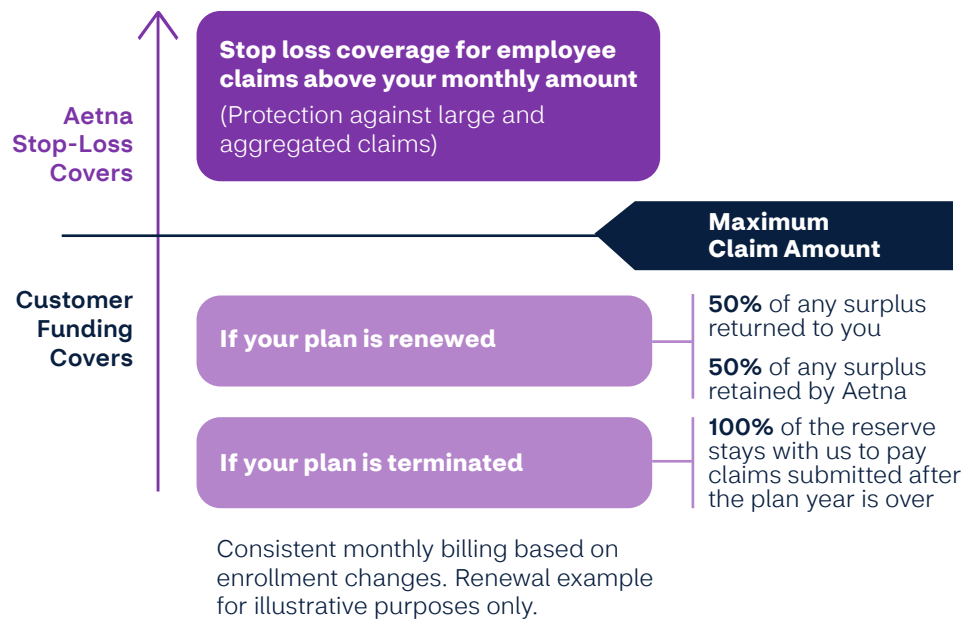 Stop loss coverage for employee
claims above your monthly amount
(Protection against large and
aggregated claims)
Aetna
Stop-Loss
Covers
Maximum
Claim Amount
Customer
Funding
Covers
If your plan is renewed
50% of any surplus
returned to you
50% of any surplus
retained by Aetna
If your plan is terminated
100% of the reserve
stays with us to pay
claims submitted after
the plan year is over
Consistent monthly billing based on
enrollment changes. Renewal example
for illustrative purposes only.